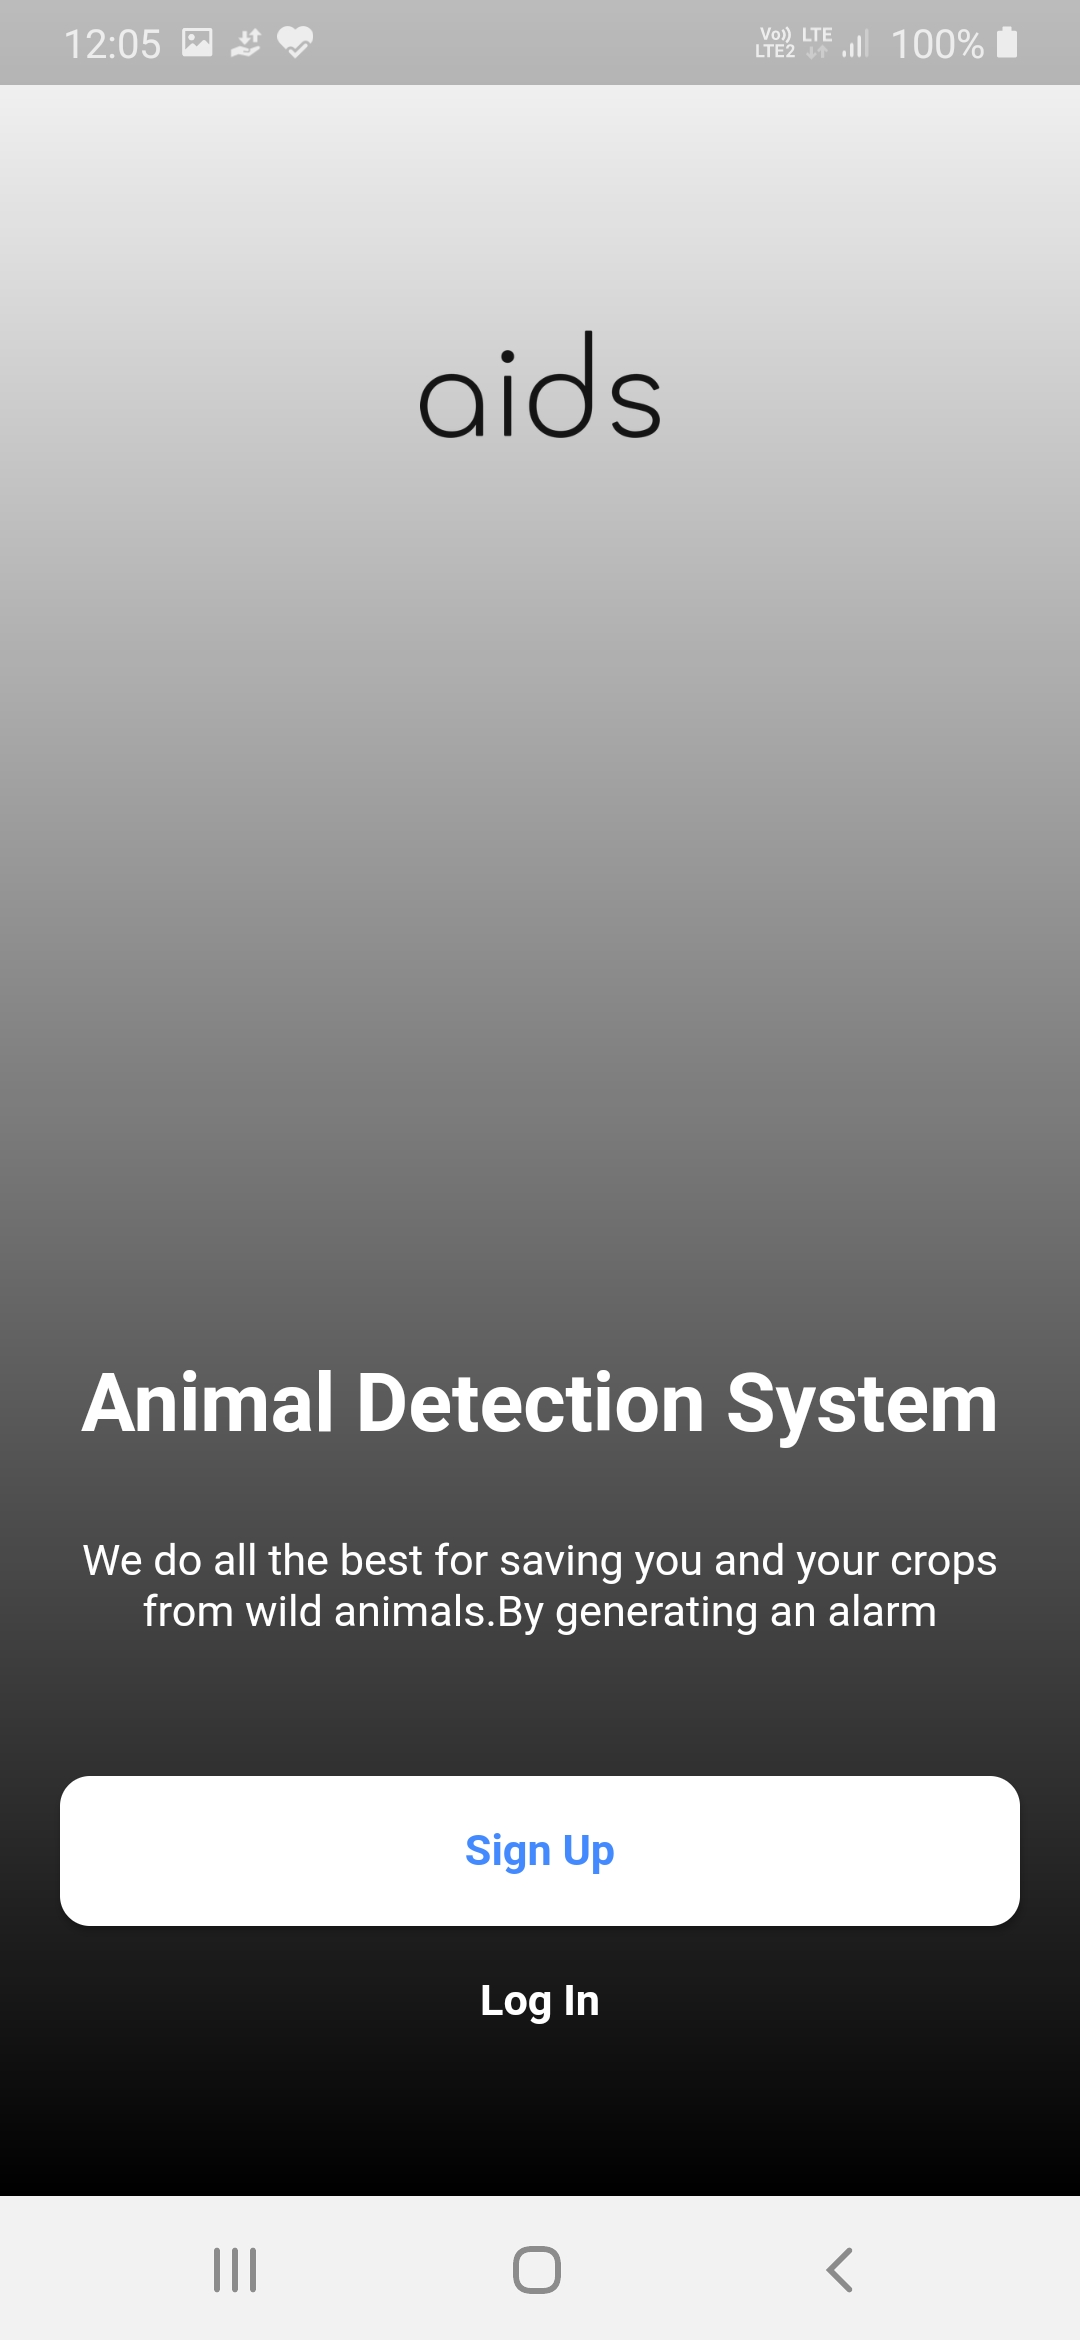 12:05
Vo)) LTE
LTE2
100%
aids
Animal Detection System
We do all the best for saving you and your crops
from wild animals.By generating an alarm
Sign Up
Log In